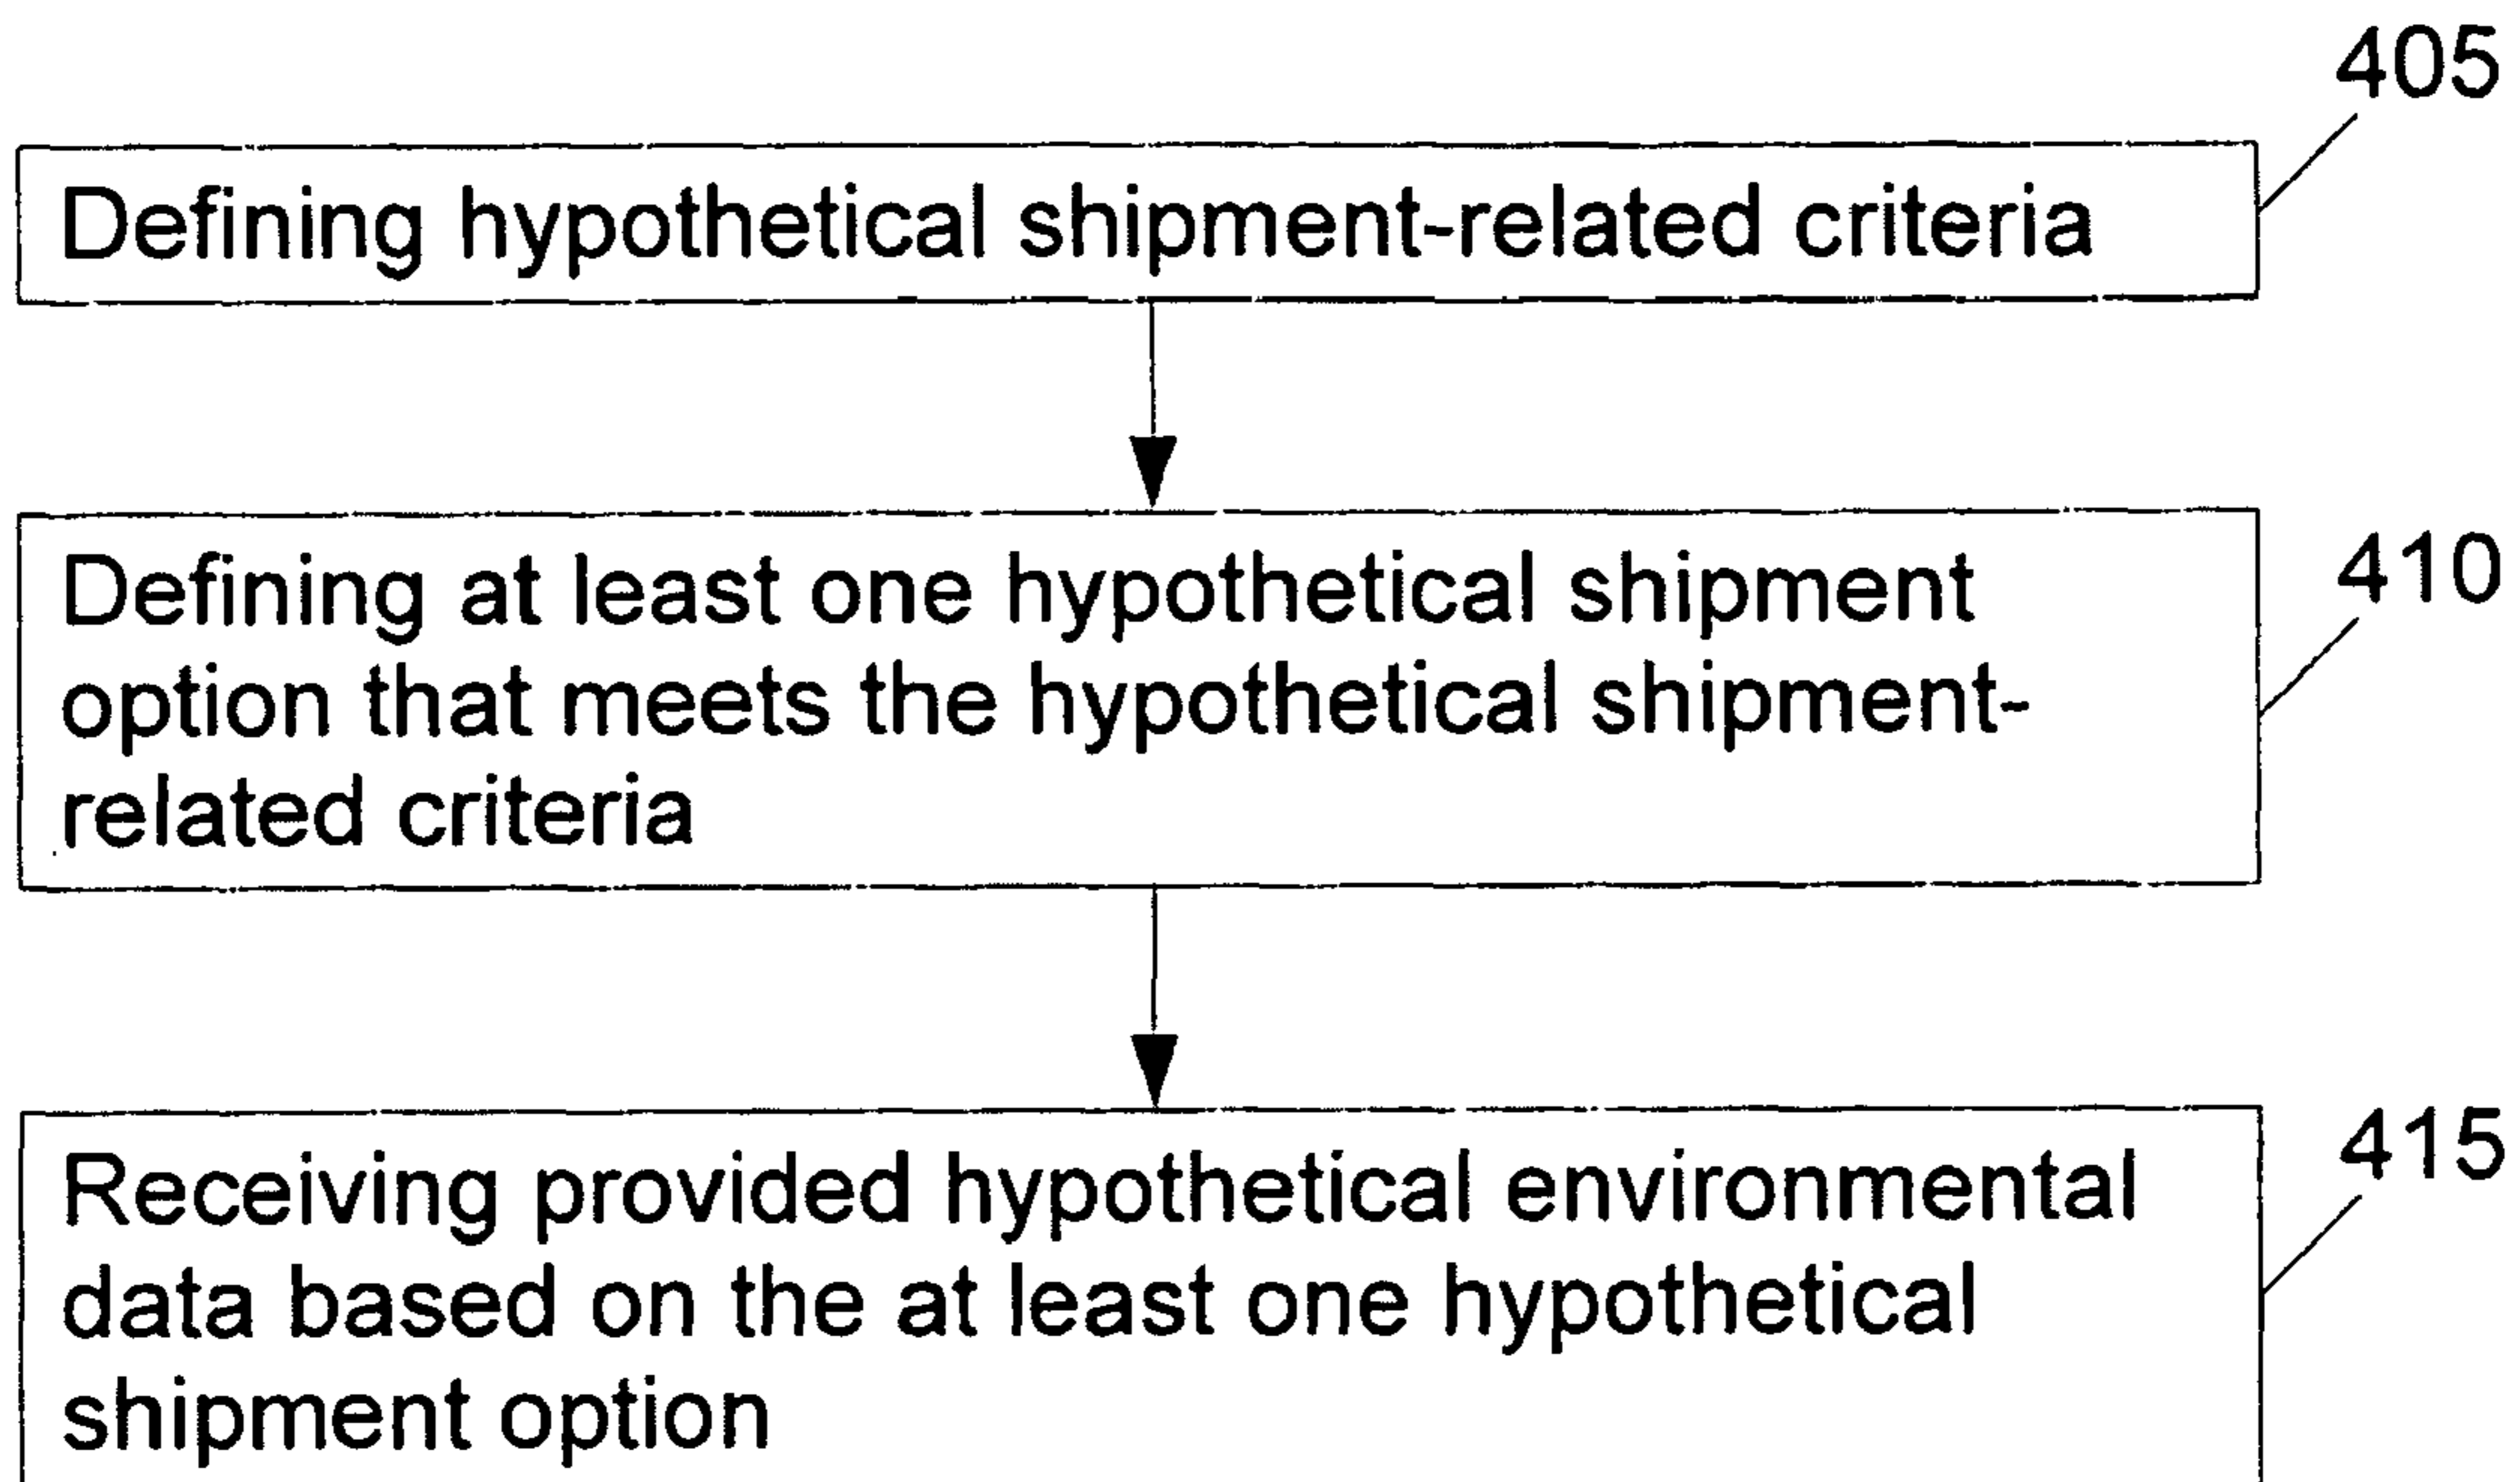 405
Defining hypothetical shipment-related criteria
410
Defining at least one hypothetical shipment
option that meets the hypothetical shipment-
related criteria
415
Receiving provided hypothetical environmental
data based on the at least one hypothetical
shipment option